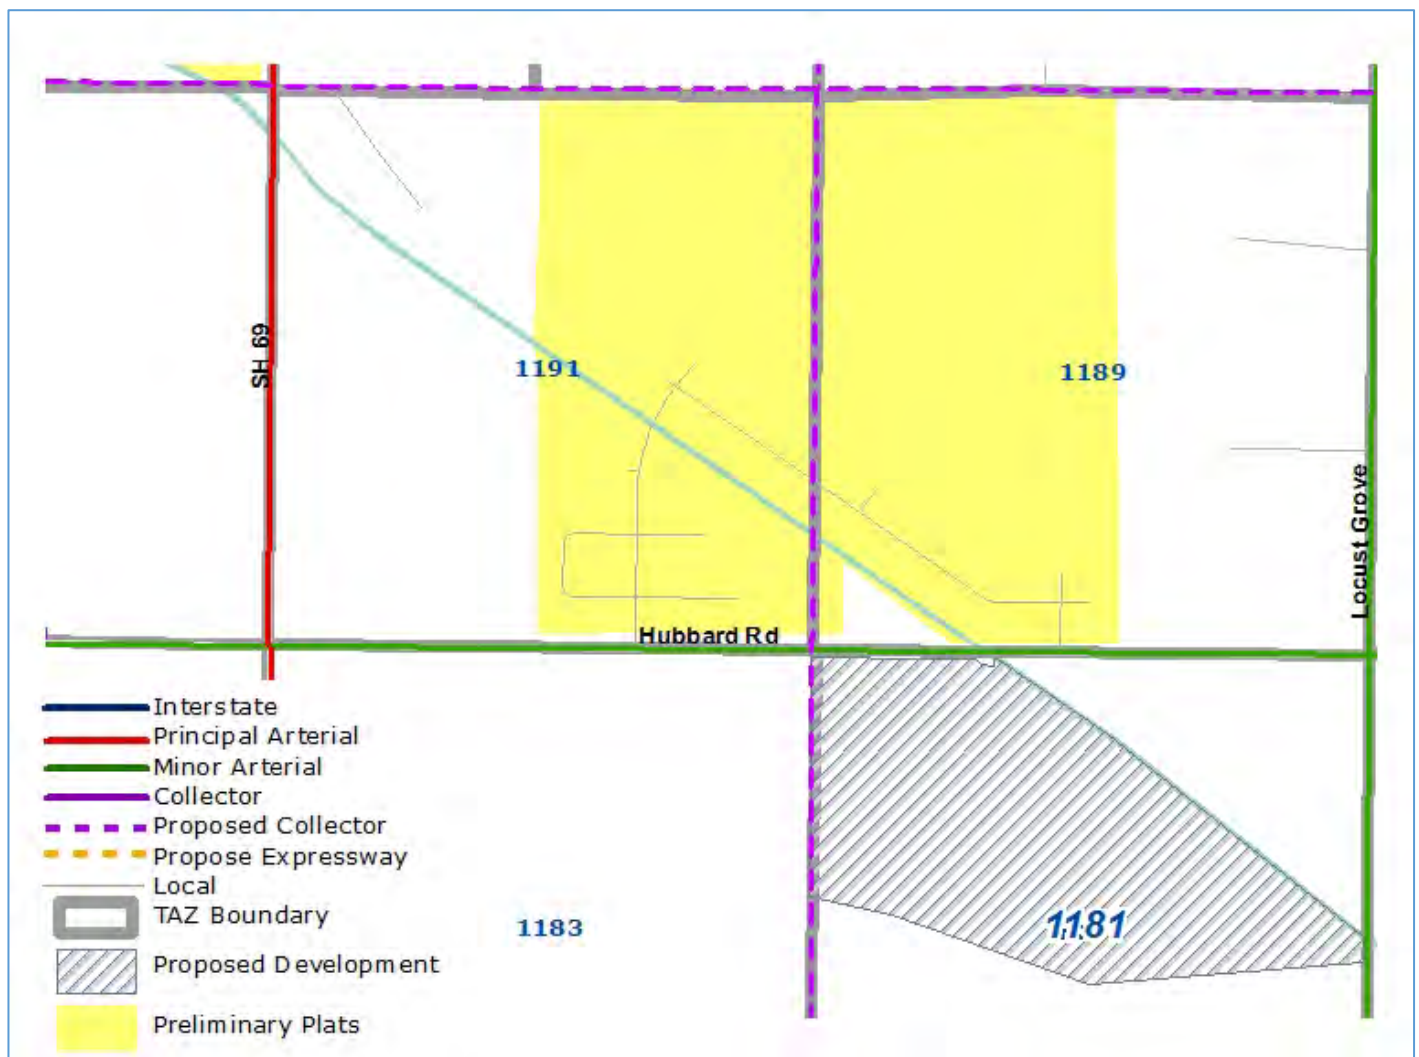 SH 69
1191
1189
Locust Grove
Hubbard Rd
Interstate
Principal Arterial
Minor Arterial
Collector
Proposed Collector
Propose Expressway
Local
TAZ Boundary
1183
1181
Proposed Development
Preliminary Plats